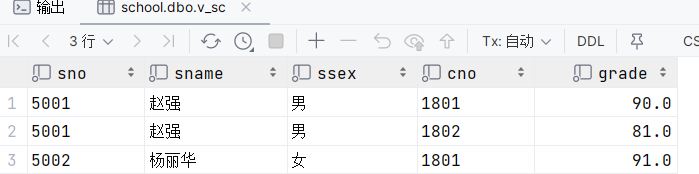 输出 school.dbo.v_sc
3 行 Tx: 自动 DDL CS
sno sname ssex cno grade
1 5001 赵强 男 1801 90.0
2 5001 赵强 男 1802 81.0
3 5002 杨丽华 女 1801 91.0